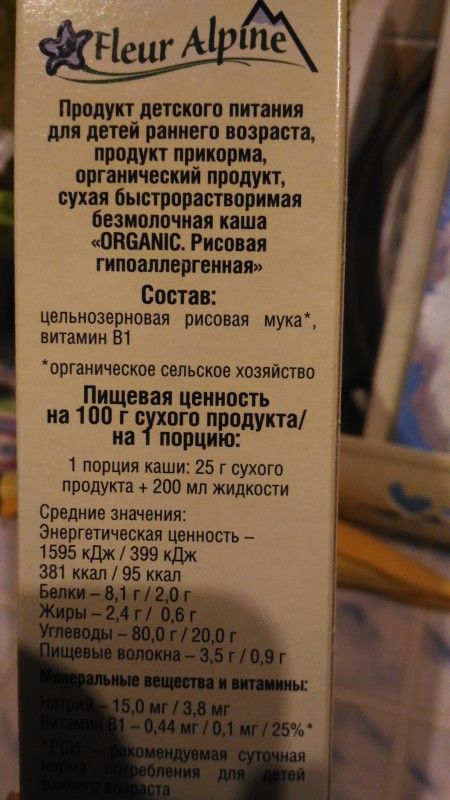 Fleur Alpine
Продукт детского питания
для детей раннего возраста,
продукт прикорма,
органический продукт,
сухая быстрорастворимая
безмолочная каша
«ORGANIC. Рисовая
гипоаллергенная»
Состав:
цельнозерновая рисовая мука*,
витамин В1
*органическое сельское хозяйство
Пищевая ценность
на 100 г сухого продукта/
на 1 порцию:
1 порция каши: 25 г сухого
продукта + 200 мл жидкости
Средние значения:
Энергетическая ценность –
1595 кДж / 399 кДж
381 ккал / 95 ккал
Белки – 8,1 г / 2,0 г
Жиры – 2,4 г / 0,6 г
Углеводы – 80,0 г / 20,0 г
Пищевые волокна – 3,5 г / 0,9 г
Минеральные вещества и витамины:
Натрий – 15,0 мг / 3,8 мг
Витамин В1 – 0,44 мг / 0,1 мг / 25%*
*РСН – рекомендуемая суточная
норма потребления для детей
раннего возраста